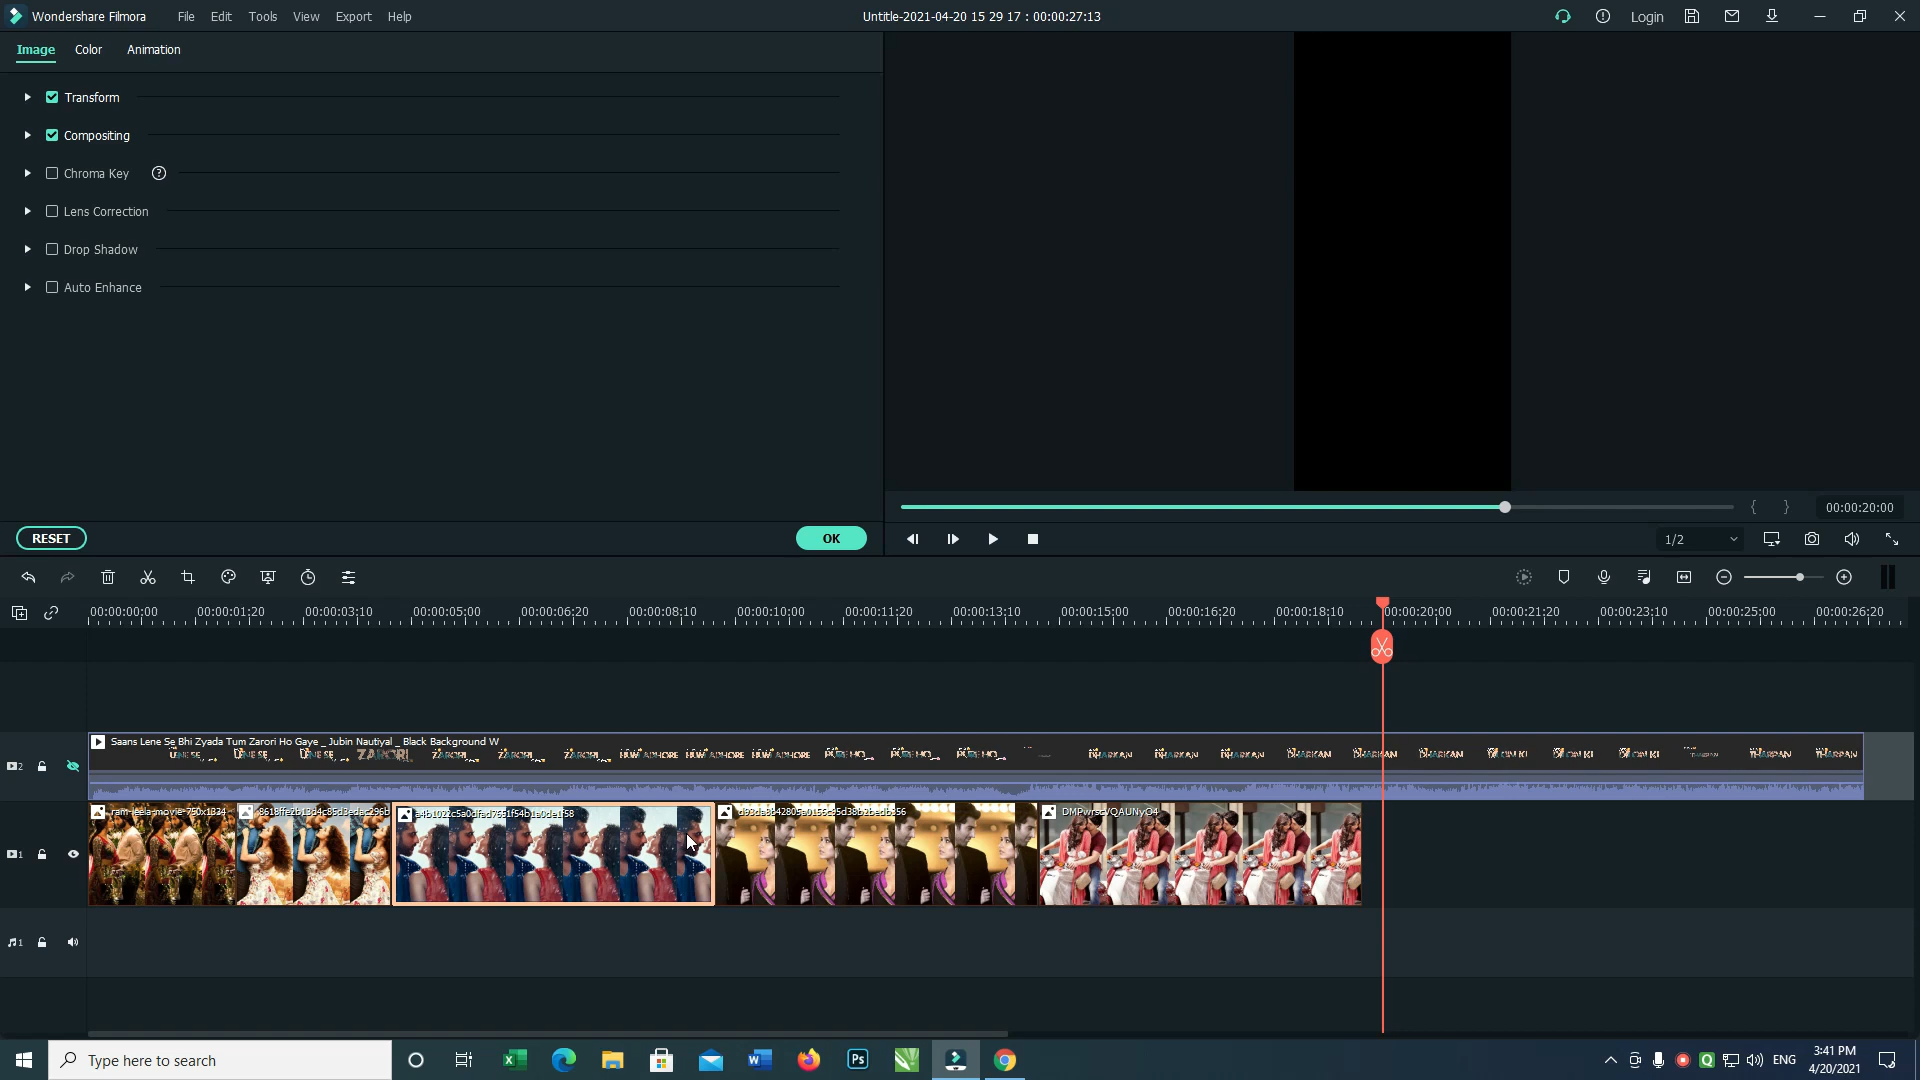 Wondershare Filmora
File Edit Tools View Export Help
Untitle-2021-04-20 15 29 17 : 00:00:27:13
Login
Image Color Animation
Transform
Compositing
Chroma Key
Lens Correction
Drop Shadow
Auto Enhance
RESET
OK
00:00:20:00
1/2
00:00:00:00 00:00:01:20 00:00:03:10 00:00:05:00 00:00:06:20 00:00:08:10 00:00:10:00 00:00:11:20 00:00:13:10 00:00:15:00 00:00:16:20 00:00:18:10 00:00:20:00 00:00:21:20 00:00:23:10 00:00:25:00 00:00:26:20
Saans Lene Se Bhi Zyada Tum Zarori Ho Gaye _ Jubin Nautiyal _ Black Background W
2
ram-leela-movie-750x1334
DMPwrscVQAUNyO4
1
1
Type here to search
Ps
ENG
3:41 PM
4/20/2021